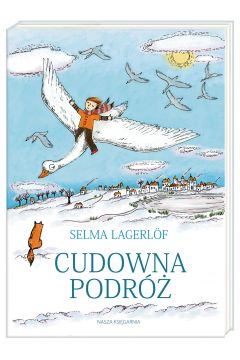 SELMA LAGERLÖF
CUDOWNA
PODRÓŻ
NASZA KSIĘGARNIA